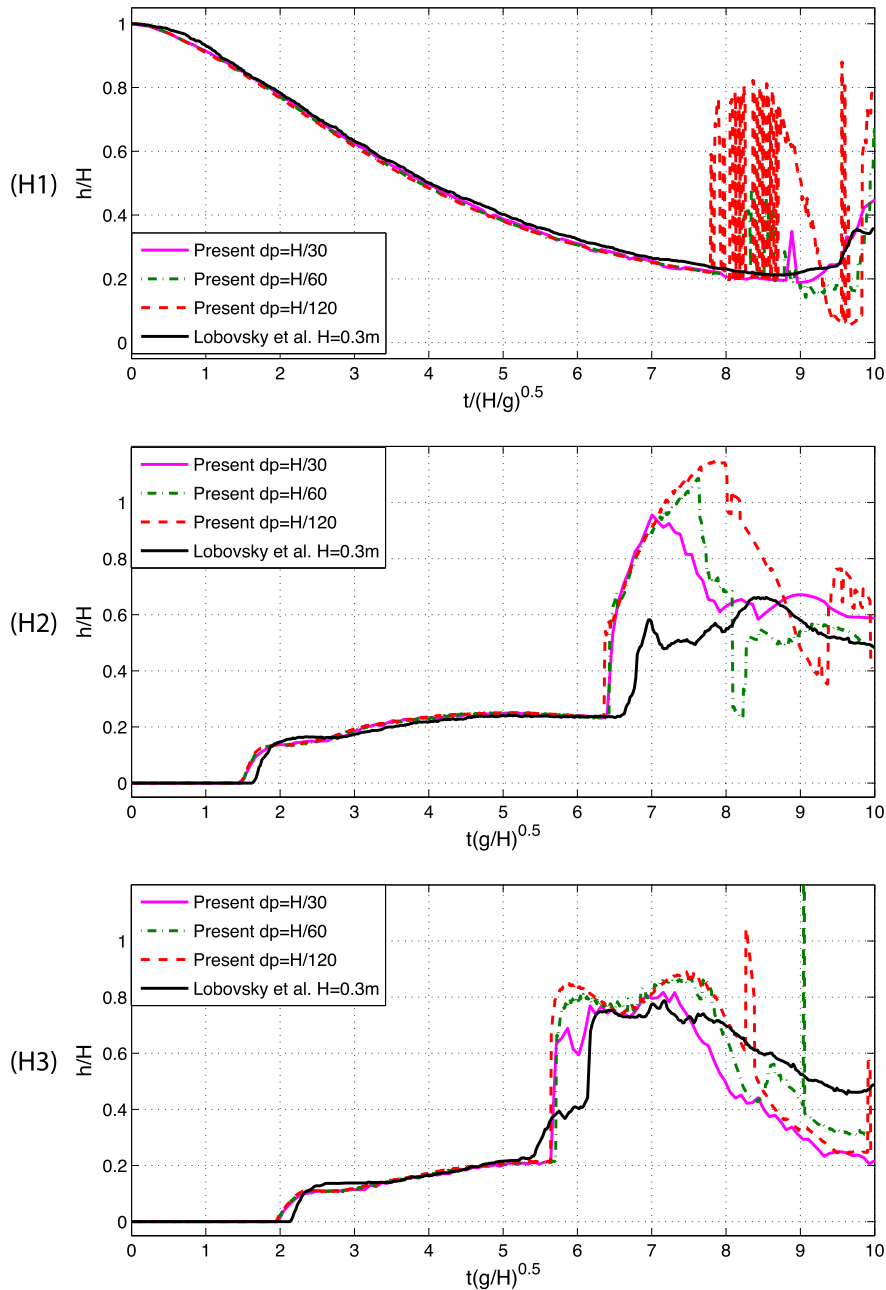 (H1)
h/H
1
0.8
0.6
0.4
0.2
0
Present dp=H/30
Present dp=H/60
Present dp=H/120
Lobovsky et al. H=0.3m
0 1 2 3 4 5 6 7 8 9 10
t/(H/g)^0.5
(H2)
h/H
1
0.8
0.6
0.4
0.2
0
Present dp=H/30
Present dp=H/60
Present dp=H/120
Lobovsky et al. H=0.3m
0 1 2 3 4 5 6 7 8 9 10
t(g/H)^0.5
(H3)
h/H
1
0.8
0.6
0.4
0.2
0
Present dp=H/30
Present dp=H/60
Present dp=H/120
Lobovsky et al. H=0.3m
0 1 2 3 4 5 6 7 8 9 10
t(g/H)^0.5